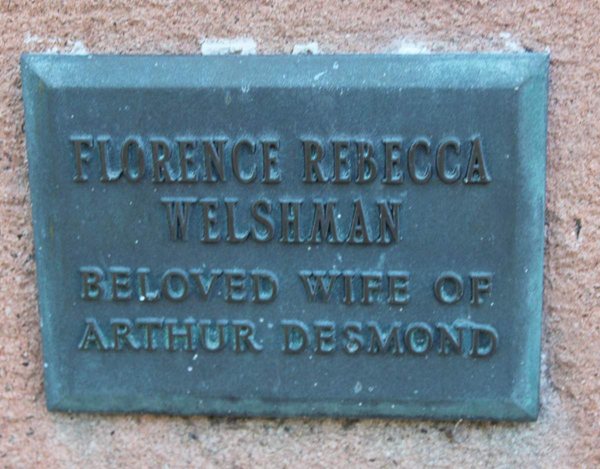 FLORENCE REBECCA
WELSHMAN
BELOVED WIFE OF
ARTHUR DESMOND